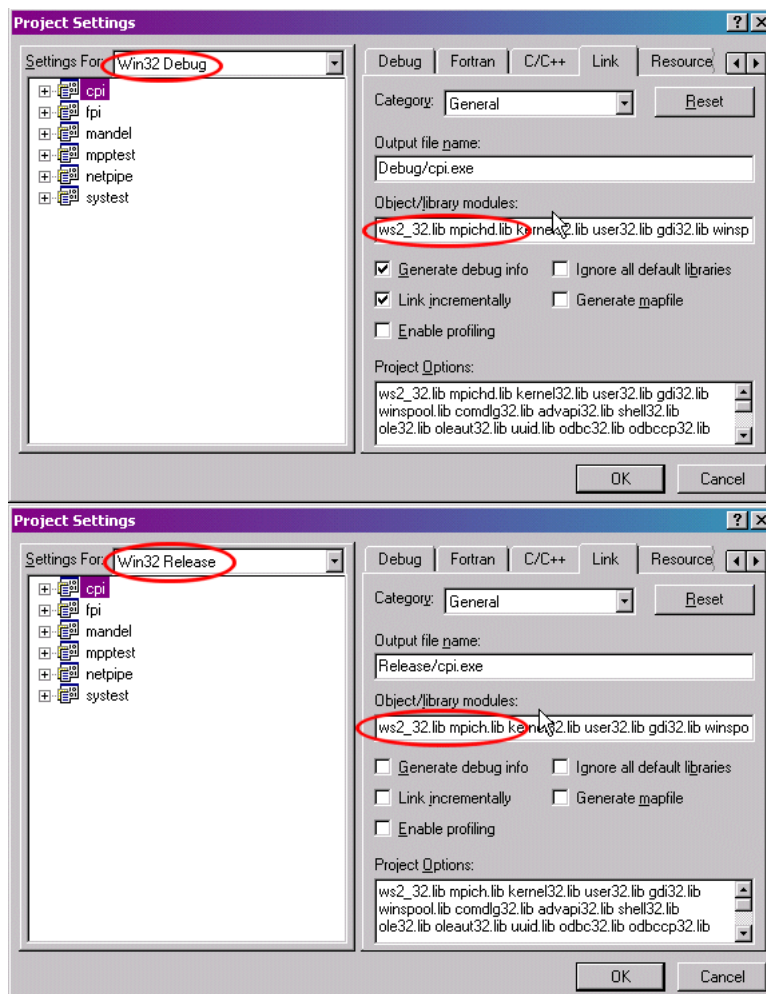 Project Settings
Settings For: Win32 Debug
cpi
fpi
mandel
mpptest
netpipe
systest
Debug Fortran C/C++ Link Resource
Category: General Reset
Output file name:
Debug/cpi.exe
Object/library modules:
ws2_32.lib mpichd.lib kernel32.lib user32.lib gdi32.lib winsp
Generate debug info Ignore all default libraries
Link incrementally Generate mapfile
Enable profiling
Project Options:
ws2_32.lib mpichd.lib kernel32.lib user32.lib gdi32.lib
winspool.lib comdlg32.lib advapi32.lib shell32.lib
ole32.lib oleaut32.lib uuid.lib odbc32.lib odbccp32.lib
OK Cancel
Project Settings
Settings For: Win32 Release
cpi
fpi
mandel
mpptest
netpipe
systest
Debug Fortran C/C++ Link Resource
Category: General Reset
Output file name:
Release/cpi.exe
Object/library modules:
ws2_32.lib mpich.lib kernel32.lib user32.lib gdi32.lib winspo
Generate debug info Ignore all default libraries
Link incrementally Generate mapfile
Enable profiling
Project Options:
ws2_32.lib mpich.lib kernel32.lib user32.lib gdi32.lib
winspool.lib comdlg32.lib advapi32.lib shell32.lib
ole32.lib oleaut32.lib uuid.lib odbc32.lib odbccp32.lib
OK Cancel